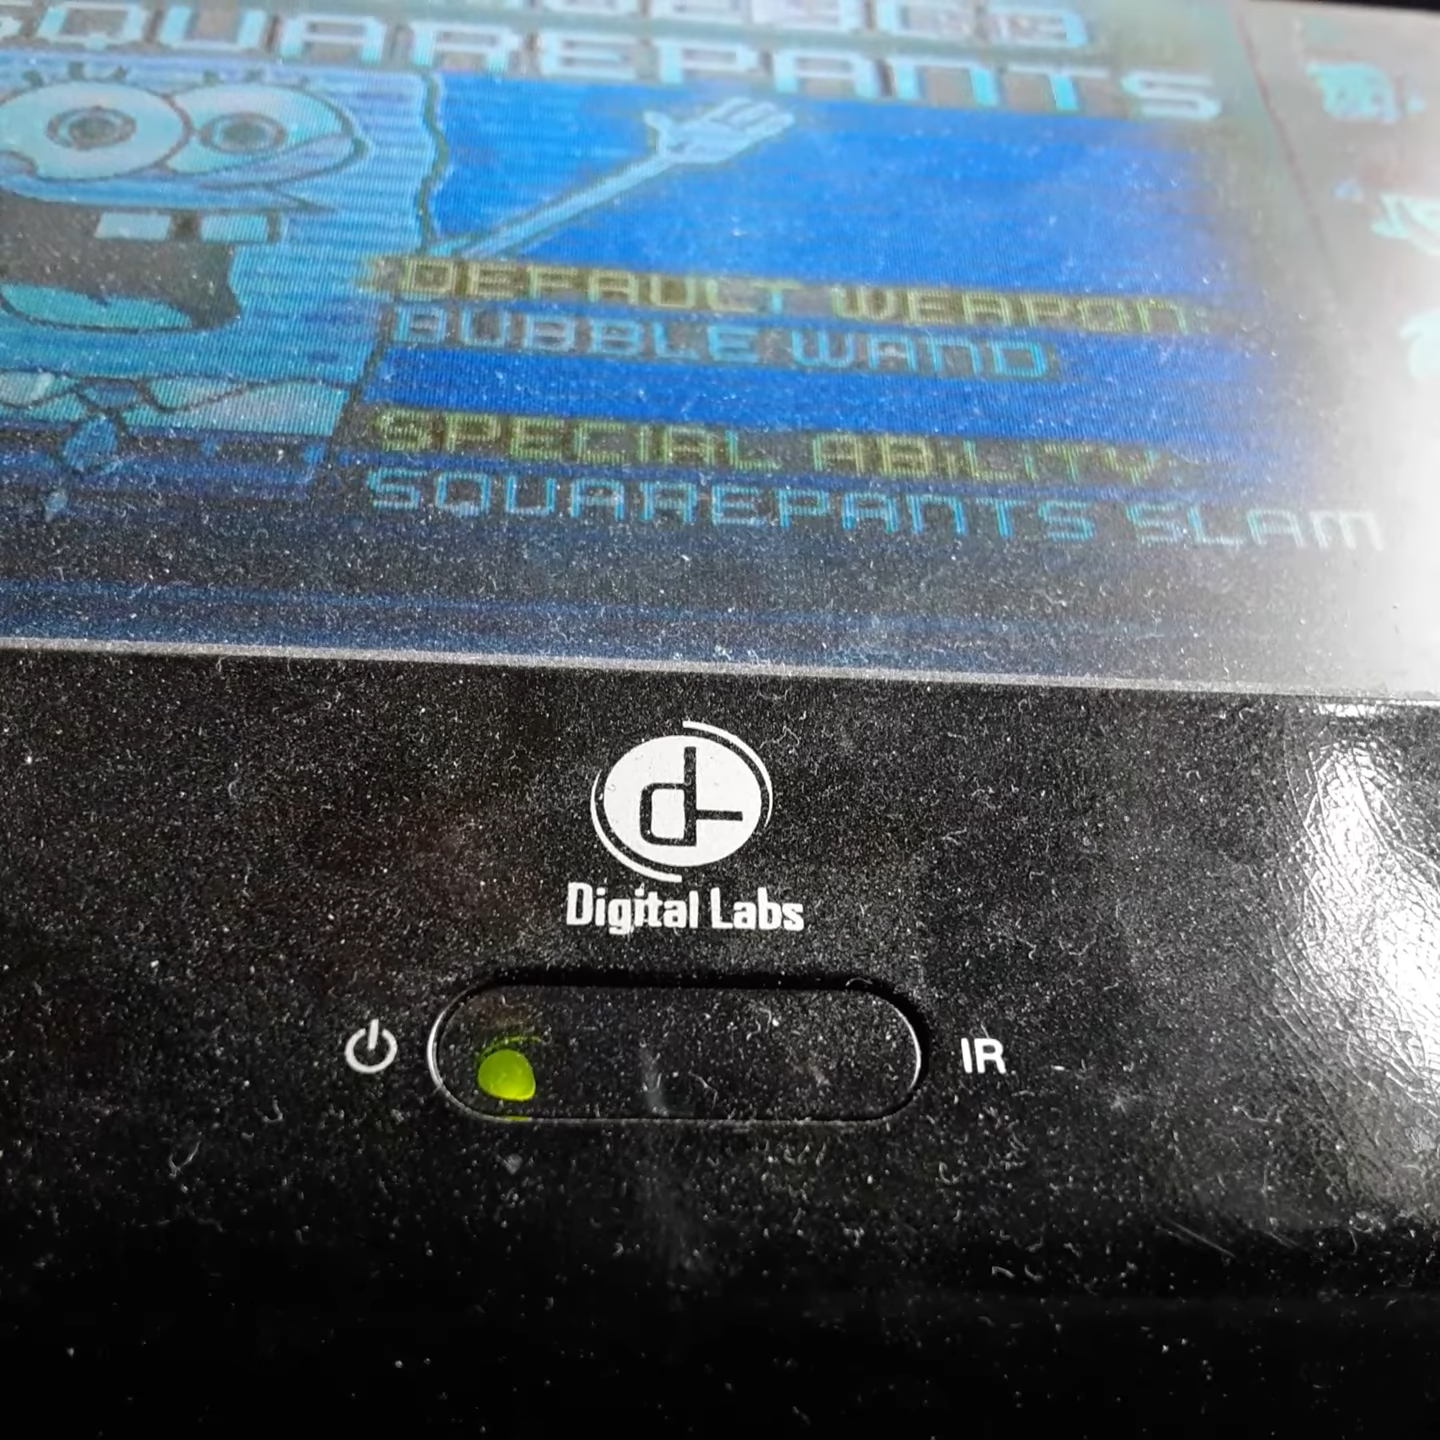 SQUAREPANTS
DEFAULT WEAPON:
BUBBLE WAND
SPECIAL ABILITY:
SQUAREPANTS SLAM
d
Digital Labs
IR